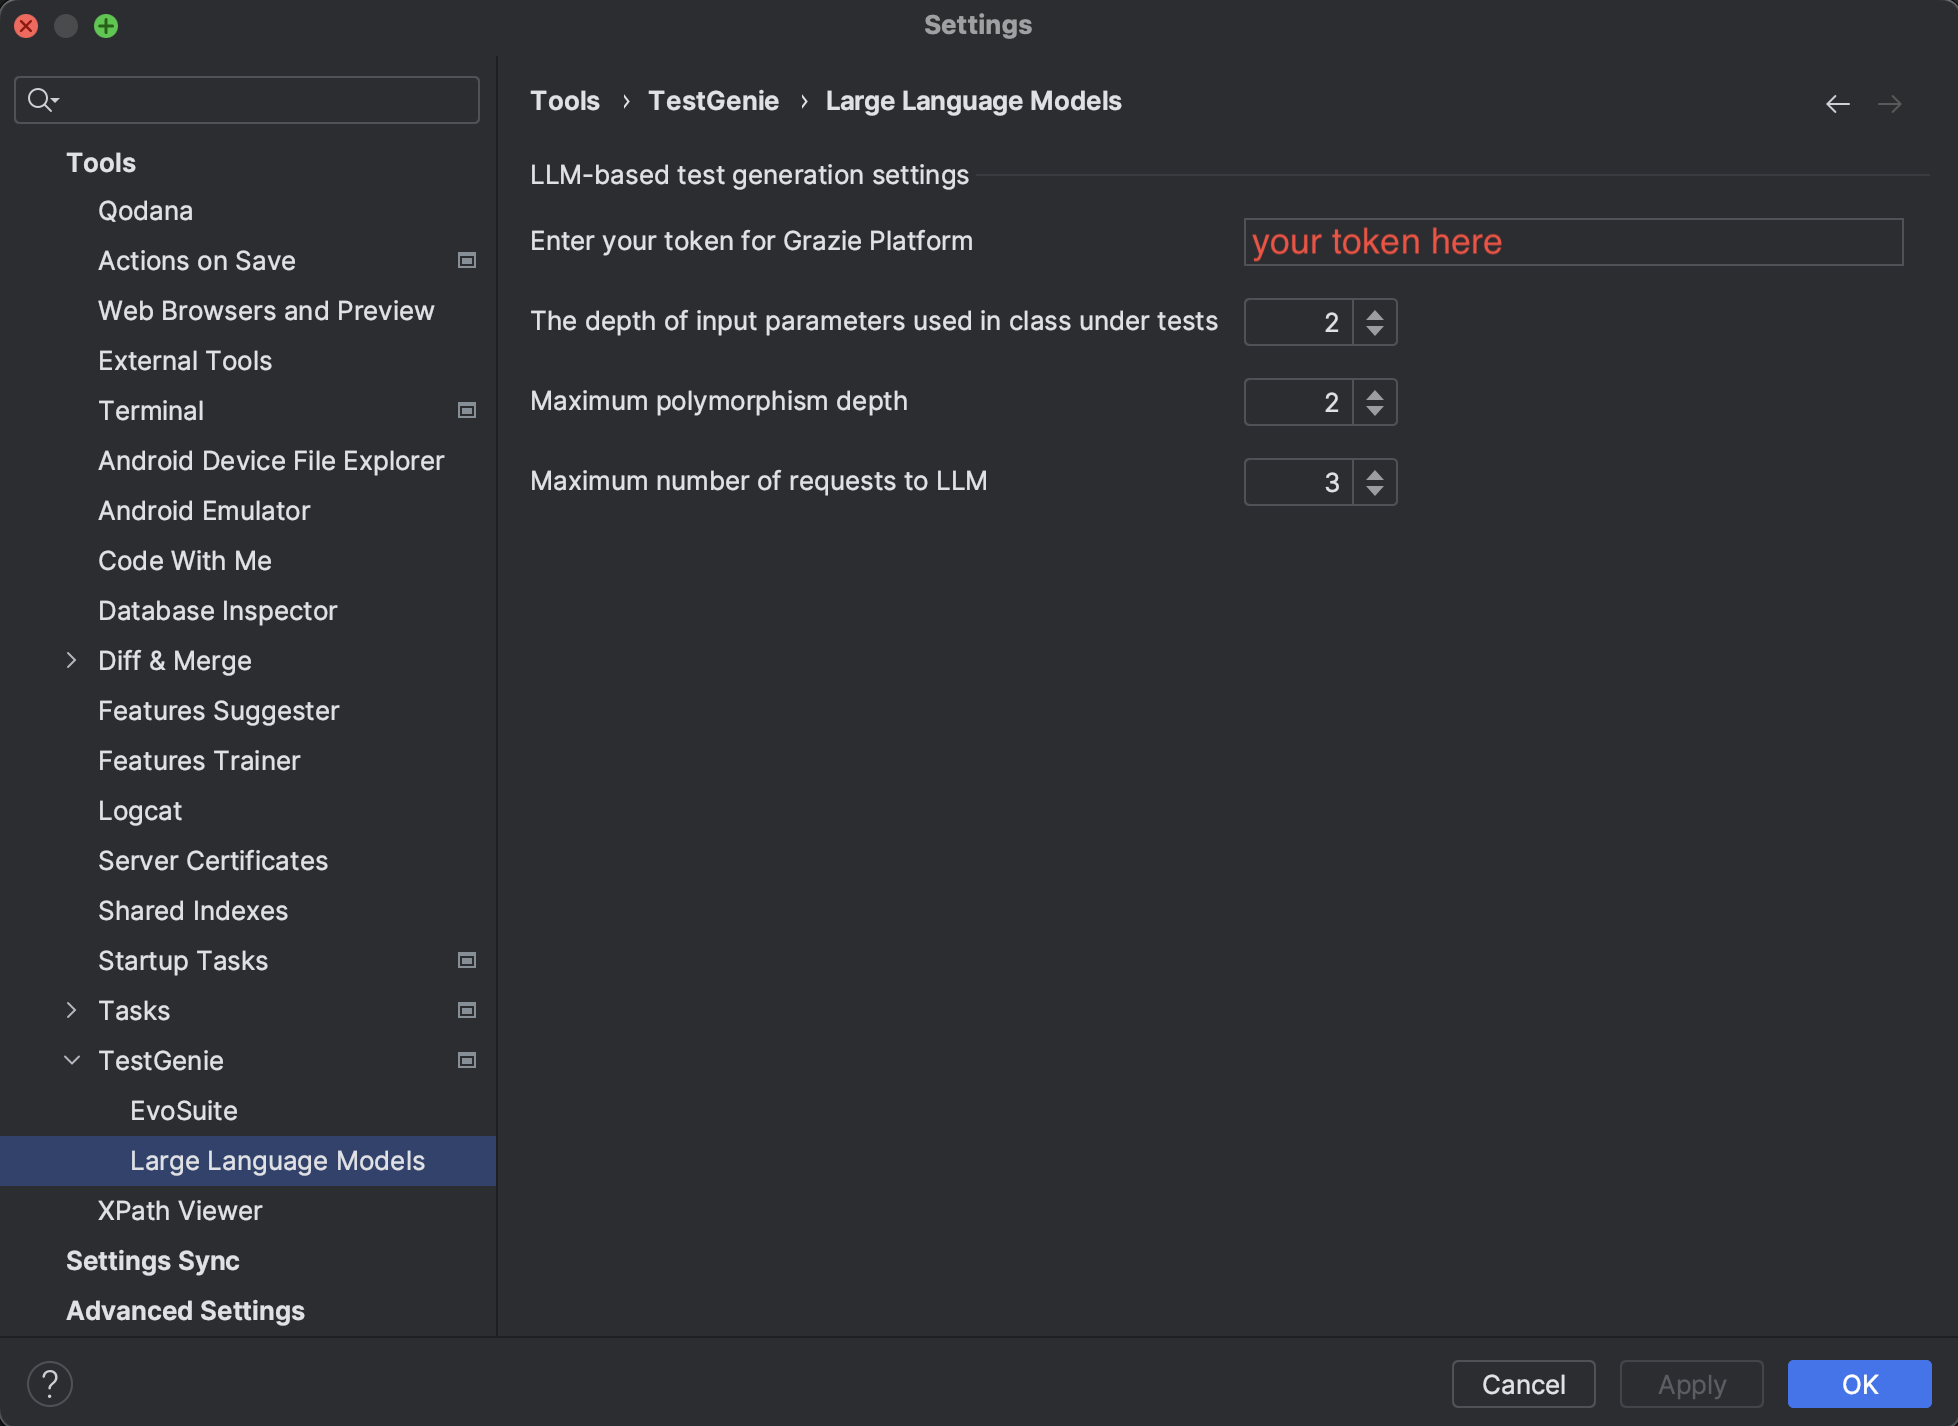 Settings
Tools › TestGenie › Large Language Models
Tools
Qodana
Actions on Save
Web Browsers and Preview
External Tools
Terminal
Android Device File Explorer
Android Emulator
Code With Me
Database Inspector
Diff & Merge
Features Suggester
Features Trainer
Logcat
Server Certificates
Shared Indexes
Startup Tasks
Tasks
TestGenie
EvoSuite
Large Language Models
XPath Viewer
Settings Sync
Advanced Settings
LLM-based test generation settings
Enter your token for Grazie Platform your token here
The depth of input parameters used in class under tests 2
Maximum polymorphism depth 2
Maximum number of requests to LLM 3
? Cancel Apply OK